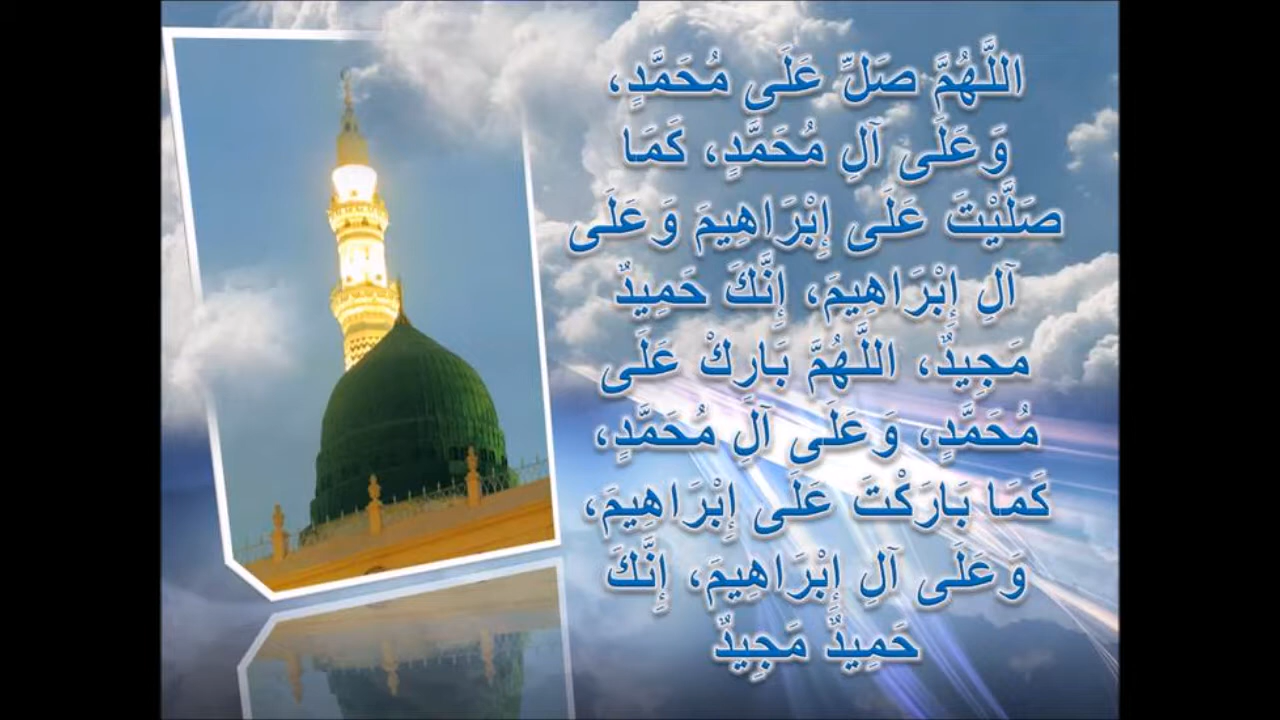 اللَّهُمَّ صَلِّ عَلَى مُحَمَّدٍ،
وَعَلَى آلِ مُحَمَّدٍ، كَمَا
صَلَّيْتَ عَلَى إِبْرَاهِيمَ وَعَلَى
آلِ إِبْرَاهِيمَ، إِنَّكَ حَمِيدٌ
مَجِيدٌ، اللَّهُمَّ بَارِكْ عَلَى
مُحَمَّدٍ، وَعَلَى آلِ مُحَمَّدٍ،
كَمَا بَارَكْتَ عَلَى إِبْرَاهِيمَ،
وَعَلَى آلِ إِبْرَاهِيمَ، إِنَّكَ
حَمِيدٌ مَجِيدٌ